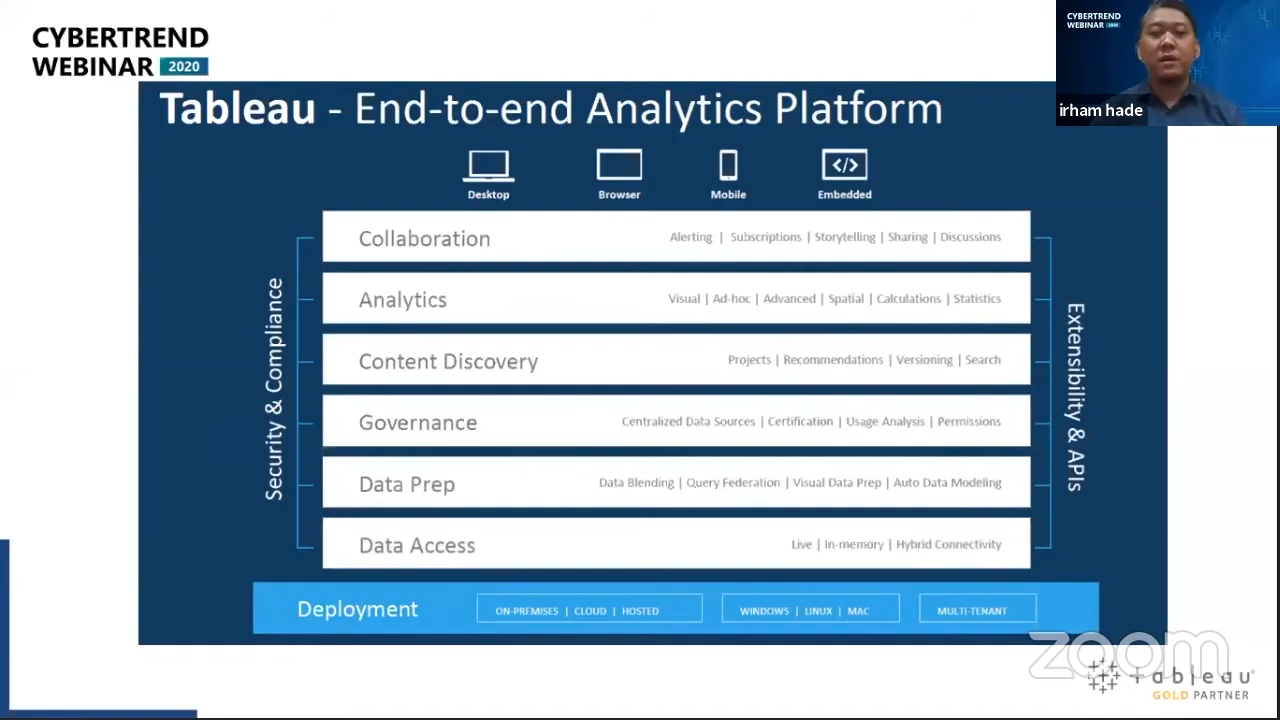 CYBERTREND
WEBINAR 2020
CYBERTREND
WEBINAR 2020
irham hade
Tableau - End-to-end Analytics Platform
Desktop
Browser
Mobile
Embedded
Security & Compliance
Collaboration
Alerting | Subscriptions | Storytelling | Sharing | Discussions
Analytics
Visual | Ad-hoc | Advanced | Spatial | Calculations | Statistics
Content Discovery
Projects | Recommendations | Versioning | Search
Governance
Centralized Data Sources | Certification | Usage Analysis | Permissions
Data Prep
Data Blending | Query Federation | Visual Data Prep | Auto Data Modeling
Data Access
Live | In-memory | Hybrid Connectivity
Extensibility & APIs
Deployment
ON-PREMISES | CLOUD | HOSTED
WINDOWS | LINUX | MAC
MULTI-TENANT
zoom
tableau
GOLD PARTNER